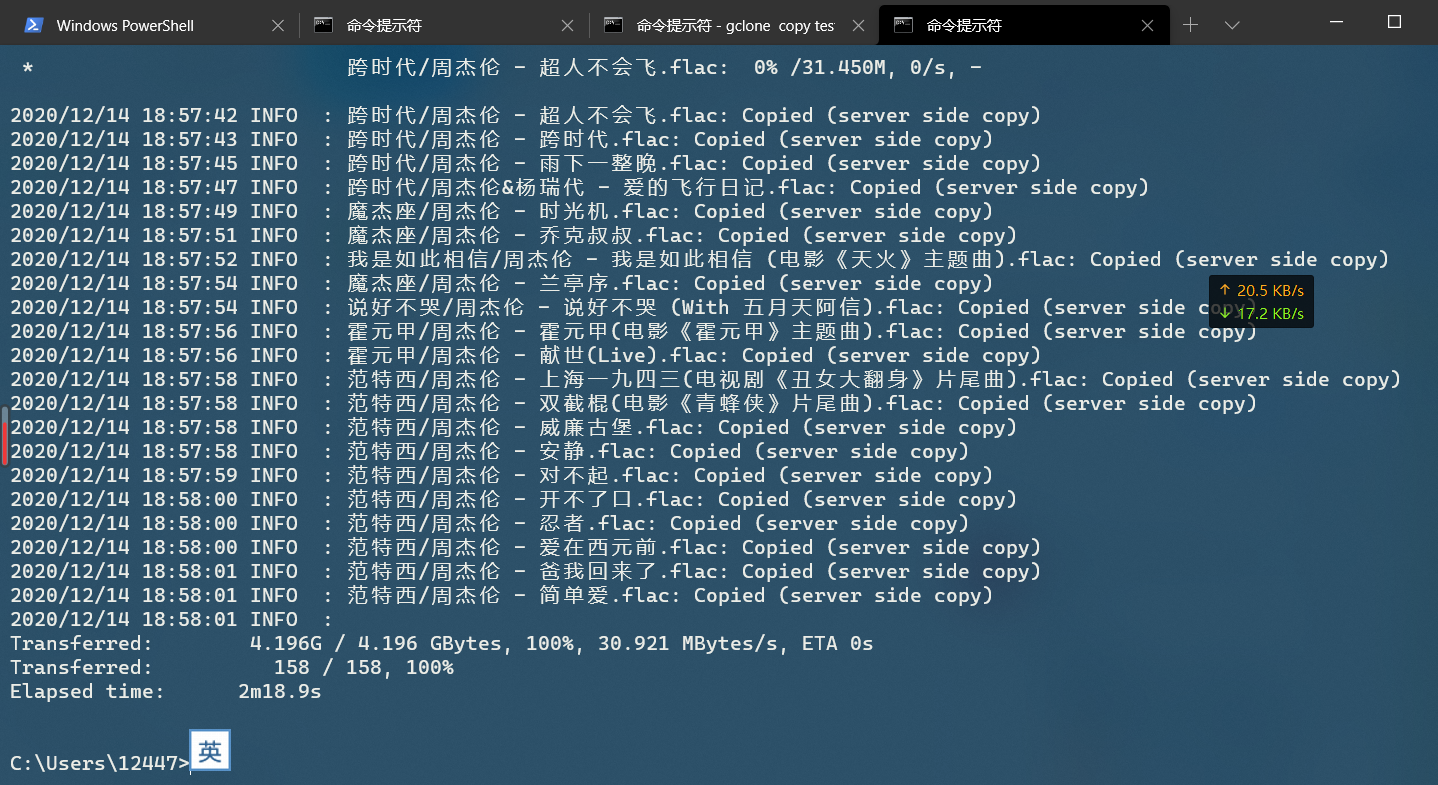 Windows PowerShell
命令提示符
命令提示符 - gclone copy tes
命令提示符
* 跨时代/周杰伦 - 超人不会飞.flac: 0% /31.450M, 0/s, -
2020/12/14 18:57:42 INFO : 跨时代/周杰伦 - 超人不会飞.flac: Copied (server side copy)
2020/12/14 18:57:43 INFO : 跨时代/周杰伦 - 跨时代.flac: Copied (server side copy)
2020/12/14 18:57:45 INFO : 跨时代/周杰伦 - 雨下一整晚.flac: Copied (server side copy)
2020/12/14 18:57:47 INFO : 跨时代/周杰伦&杨瑞代 - 爱的飞行日记.flac: Copied (server side copy)
2020/12/14 18:57:49 INFO : 魔杰座/周杰伦 - 时光机.flac: Copied (server side copy)
2020/12/14 18:57:51 INFO : 魔杰座/周杰伦 - 乔克叔叔.flac: Copied (server side copy)
2020/12/14 18:57:52 INFO : 我是如此相信/周杰伦 - 我是如此相信 (电影《天火》主题曲).flac: Copied (server side copy)
2020/12/14 18:57:54 INFO : 魔杰座/周杰伦 - 兰亭序.flac: Copied (server side copy)
2020/12/14 18:57:54 INFO : 说好不哭/周杰伦 - 说好不哭 (With 五月天阿信).flac: Copied (server side copy)
2020/12/14 18:57:56 INFO : 霍元甲/周杰伦 - 霍元甲(电影《霍元甲》主题曲).flac: Copied (server side copy)
2020/12/14 18:57:56 INFO : 霍元甲/周杰伦 - 献世(Live).flac: Copied (server side copy)
2020/12/14 18:57:58 INFO : 范特西/周杰伦 - 上海一九四三(电视剧《丑女大翻身》片尾曲).flac: Copied (server side copy)
2020/12/14 18:57:58 INFO : 范特西/周杰伦 - 双截棍(电影《青蜂侠》片尾曲).flac: Copied (server side copy)
2020/12/14 18:57:58 INFO : 范特西/周杰伦 - 威廉古堡.flac: Copied (server side copy)
2020/12/14 18:57:58 INFO : 范特西/周杰伦 - 安静.flac: Copied (server side copy)
2020/12/14 18:57:59 INFO : 范特西/周杰伦 - 对不起.flac: Copied (server side copy)
2020/12/14 18:58:00 INFO : 范特西/周杰伦 - 开不了口.flac: Copied (server side copy)
2020/12/14 18:58:00 INFO : 范特西/周杰伦 - 忍者.flac: Copied (server side copy)
2020/12/14 18:58:00 INFO : 范特西/周杰伦 - 爱在西元前.flac: Copied (server side copy)
2020/12/14 18:58:01 INFO : 范特西/周杰伦 - 爸我回来了.flac: Copied (server side copy)
2020/12/14 18:58:01 INFO : 范特西/周杰伦 - 简单爱.flac: Copied (server side copy)
2020/12/14 18:58:01 INFO :
Transferred: 4.196G / 4.196 GBytes, 100%, 30.921 MBytes/s, ETA 0s
Transferred: 158 / 158, 100%
Elapsed time: 2m18.9s
C:\Users\12447>
英
↑ 20.5 KB/s
↓ 17.2 KB/s